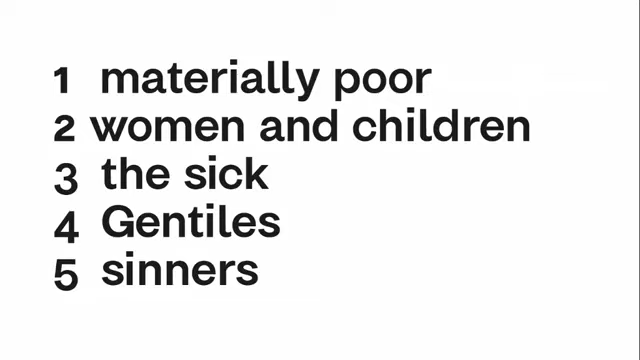 1 materially poor
2 women and children
3 the sick
4 Gentiles
5 sinners